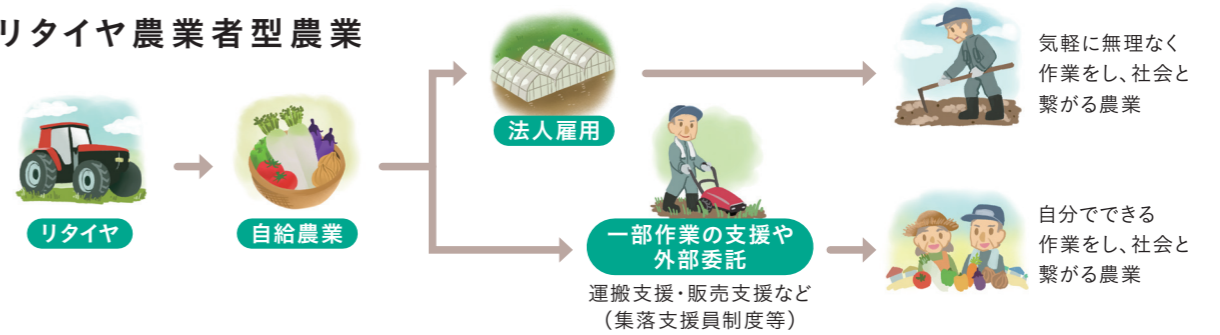 リタイヤ農業者型農業
リタイヤ
自給農業
法人雇用
気軽に無理なく
作業をし、社会と
繋がる農業
一部作業の支援や
外部委託
運搬支援・販売支援など
（集落支援員制度等）
自分でできる
作業をし、社会と
繋がる農業